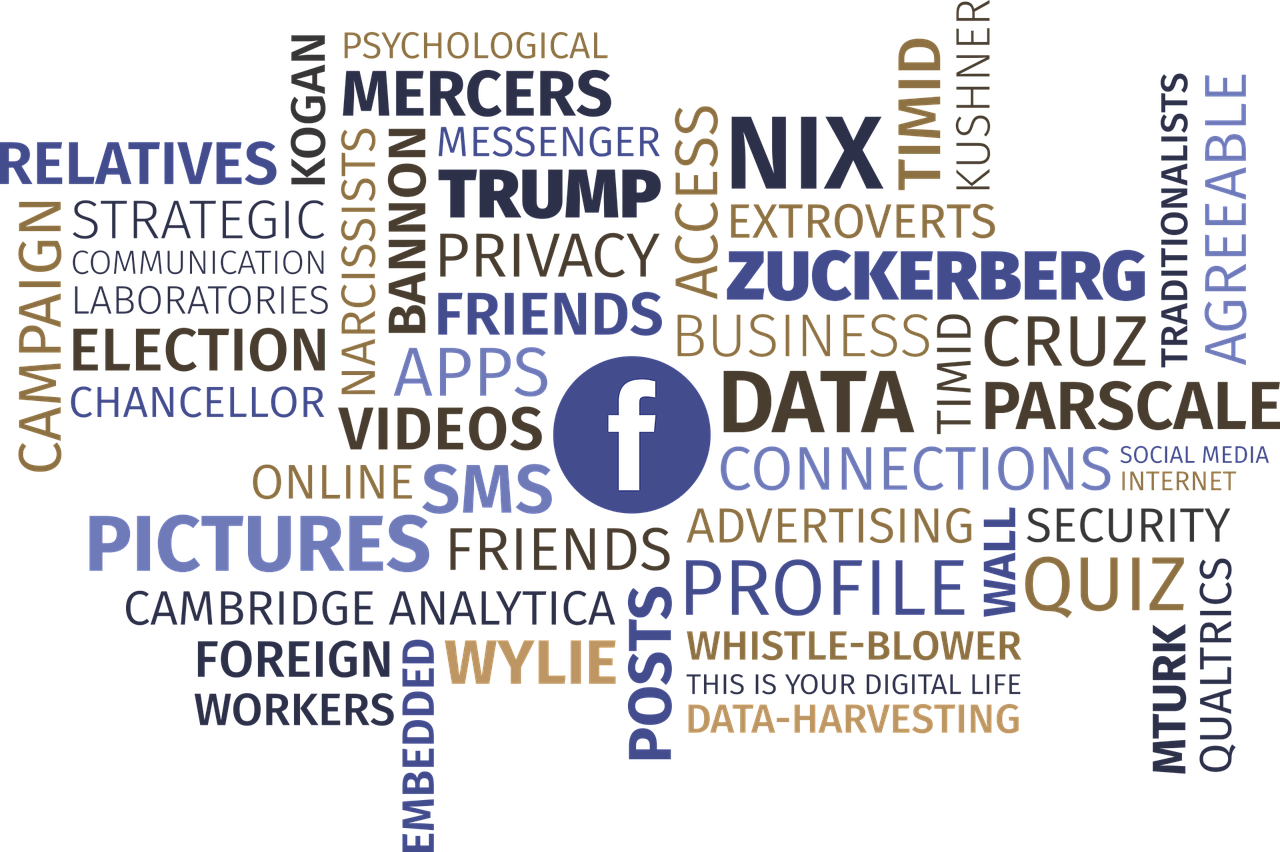 KOGAN
PSYCHOLOGICAL
MERCERS
RELATIVES
NARCISSISTS
BANNON
MESSENGER
TRUMP
PRIVACY
FRIENDS
CAMPAIGN
STRATEGIC
COMMUNICATION
LABORATORIES
ELECTION
CHANCELLOR
APPS
VIDEOS
ONLINE
SMS
PICTURES
FRIENDS
CAMBRIDGE ANALYTICA
FOREIGN
WORKERS
EMBEDDED
WYLIE
POSTS
f
ACCESS
NIX
TIMID
KUSHNER
EXTROVERTS
ZUCKERBERG
TRADITIONALISTS
AGREEABLE
BUSINESS
TIMID
CRUZ
DATA
PARSCALE
CONNECTIONS
SOCIAL MEDIA
INTERNET
ADVERTISING
WALL
SECURITY
PROFILE
QUIZ
WHISTLE-BLOWER
THIS IS YOUR DIGITAL LIFE
DATA-HARVESTING
MTURK
QUALTRICS